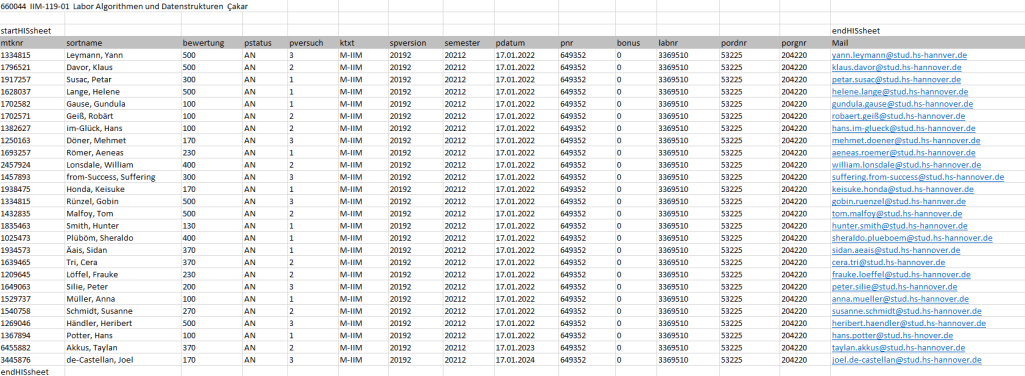 660044 IIM-119-01 Labor Algorithmen und Datenstrukturen Çakar
startHISsheet endHISsheet
mtknr sortname bewertung pstatus pversuch ktxt spversion semester pdatum pnr bonus labnr pordnr porgnr Mail
1334815 Leymann, Yann 500 AN 3 M-IIM 20192 20212 17.01.2022 649352 0 3369510 53225 204220 yann.leymann@stud.hs-hannover.de
1796521 Davor, Klaus 500 AN 2 M-IIM 20192 20212 17.01.2022 649352 0 3369510 53225 204220 klaus.davor@stud.hs-hannover.de
1917257 Susac, Petar 300 AN 1 M-IIM 20192 20212 17.01.2022 649352 0 3369510 53225 204220 petar.susac@stud.hs-hannover.de
1628037 Lange, Helene 500 AN 1 M-IIM 20192 20212 17.01.2022 649352 0 3369510 53225 204220 helene.lange@stud.hs-hannover.de
1702582 Gause, Gundula 100 AN 1 M-IIM 20192 20212 17.01.2022 649352 0 3369510 53225 204220 gundula.gause@stud.hs-hannover.de
1702571 Geiß, Robärt 100 AN 2 M-IIM 20192 20212 17.01.2022 649352 0 3369510 53225 204220 robaert.geiß@stud.hs-hannover.de
1382627 im-Glück, Hans 100 AN 2 M-IIM 20192 20212 17.01.2022 649352 0 3369510 53225 204220 hans.im-glueck@stud.hs-hannover.de
1250163 Döner, Mehmet 170 AN 3 M-IIM 20192 20212 17.01.2022 649352 0 3369510 53225 204220 mehmet.doener@stud.hs-hannover.de
1693257 Römer, Aeneas 230 AN 1 M-IIM 20192 20212 17.01.2022 649352 0 3369510 53225 204220 aeneas.roemer@stud.hs-hannover.de
2457924 Lonsdale, William 400 AN 2 M-IIM 20192 20212 17.01.2022 649352 0 3369510 53225 204220 william.lonsdale@stud.hs-hannover.de
1457893 from-Success, Suffering 300 AN 3 M-IIM 20192 20212 17.01.2022 649352 0 3369510 53225 204220 suffering.from-success@stud.hs-hannover.de
1938475 Honda, Keisuke 170 AN 1 M-IIM 20192 20212 17.01.2022 649352 0 3369510 53225 204220 keisuke.honda@stud.hs-hannover.de
1334815 Rünzel, Gobin 500 AN 3 M-IIM 20192 20212 17.01.2022 649352 0 3369510 53225 204220 gobin.ruenzel@stud.hs-hannver.de
1432835 Malfoy, Tom 500 AN 2 M-IIM 20192 20212 17.01.2022 649352 0 3369510 53225 204220 tom.malfoy@stud.hs-hannover.de
1835463 Smith, Hunter 130 AN 1 M-IIM 20192 20212 17.01.2022 649352 0 3369510 53225 204220 hunter.smith@stud.hs-hannover.de
1025473 Plübőm, Sheraldo 400 AN 1 M-IIM 20192 20212 17.01.2022 649352 0 3369510 53225 204220 sheraldo.plueboem@stud.hs-hannover.de
1934573 Äais, Sidan 370 AN 1 M-IIM 20192 20212 17.01.2022 649352 0 3369510 53225 204220 sidan.aeais@stud.hs-hannover.de
1639465 Tri, Cera 370 AN 2 M-IIM 20192 20212 17.01.2022 649352 0 3369510 53225 204220 cera.tri@stud.hs-hannover.de
1209645 Löffel, Frauke 230 AN 2 M-IIM 20192 20212 17.01.2022 649352 0 3369510 53225 204220 frauke.loeffel@stud.hs-hannover.de
1649063 Silie, Peter 200 AN 3 M-IIM 20192 20212 17.01.2022 649352 0 3369510 53225 204220 peter.silie@stud.hs-hannover.de
1529737 Müller, Anna 100 AN 1 M-IIM 20192 20212 17.01.2022 649352 0 3369510 53225 204220 anna.mueller@stud.hs-hannover.de
1540758 Schmidt, Susanne 270 AN 2 M-IIM 20192 20212 17.01.2022 649352 0 3369510 53225 204220 susanne.schmidt@stud.hs-hannover.de
1269046 Händler, Heribert 500 AN 3 M-IIM 20192 20212 17.01.2022 649352 0 3369510 53225 204220 heribert.haendler@stud.hs-hannover.de
1367894 Potter, Hans 100 AN 1 M-IIM 20192 20212 17.01.2022 649352 0 3369510 53225 204220 hans.potter@stud-hs-hnover.de
6455882 Akkus, Taylan 370 AN 2 M-IIM 20192 20212 17.01.2023 649352 0 3369510 53225 204220 taylan.akkus@stud.hs-hannover.de
3445876 de-Castellan, Joel 170 AN 3 M-IIM 20192 20212 17.01.2024 649352 0 3369510 53225 204220 joel.de-castellan@stud.hs-hannover.de
endHISsheet